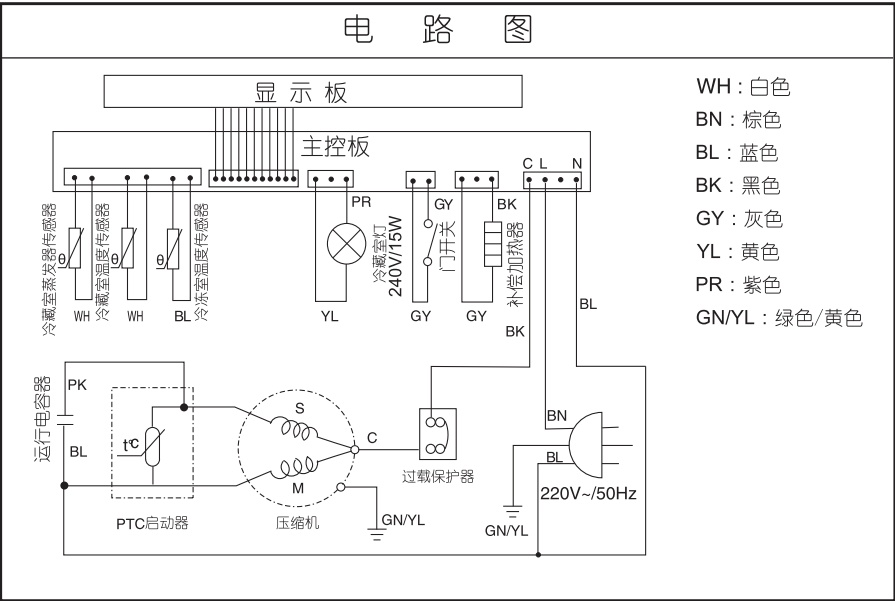 电路图
显示板
主控板
C L N
WH：白色
BN：棕色
BL：蓝色
BK：黑色
GY：灰色
YL：黄色
PR：紫色
GN/YL：绿色/黄色
冷藏室蒸发器传感器
θ
WH
冷藏室温度传感器
θ
WH
θ
BL
冷冻室温度传感器
PR
YL
冷藏室灯
240V/15W
GY
门开关
GY
BK
GY
补偿加热器
BK
BL
运行电容器
PK
BL
t℃
PTC启动器
S
M
压缩机
C
GN/YL
过载保护器
BN
BL
220V~/50Hz
GN/YL